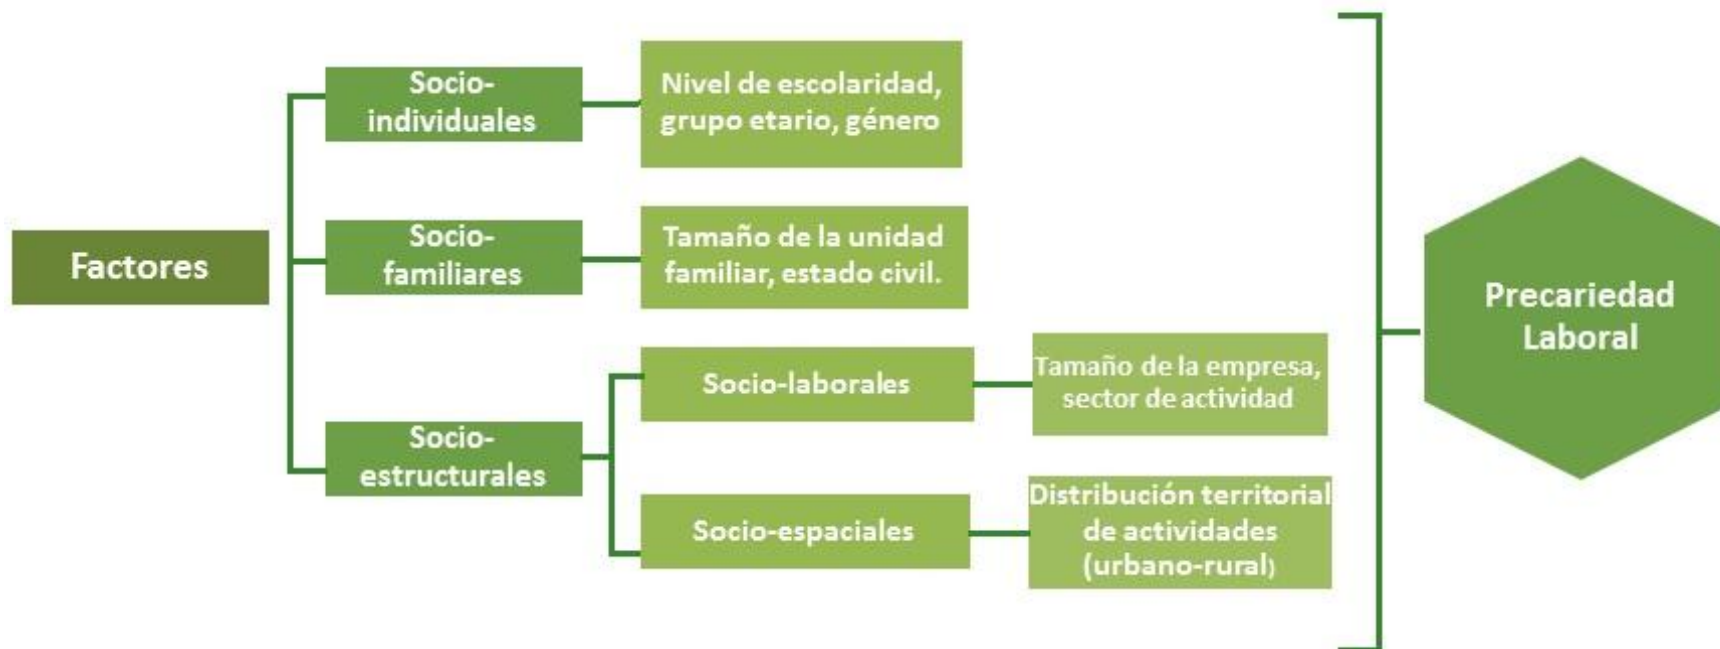 Factores
Socio-
individuales
Nivel de escolaridad,
grupo etario, género
Socio-
familiares
Tamaño de la unidad
familiar, estado civil.
Socio-
estructurales
Socio-laborales
Tamaño de la empresa,
sector de actividad
Socio-espaciales
Distribución territorial
de actividades
(urbano-rural)
Precariedad
Laboral